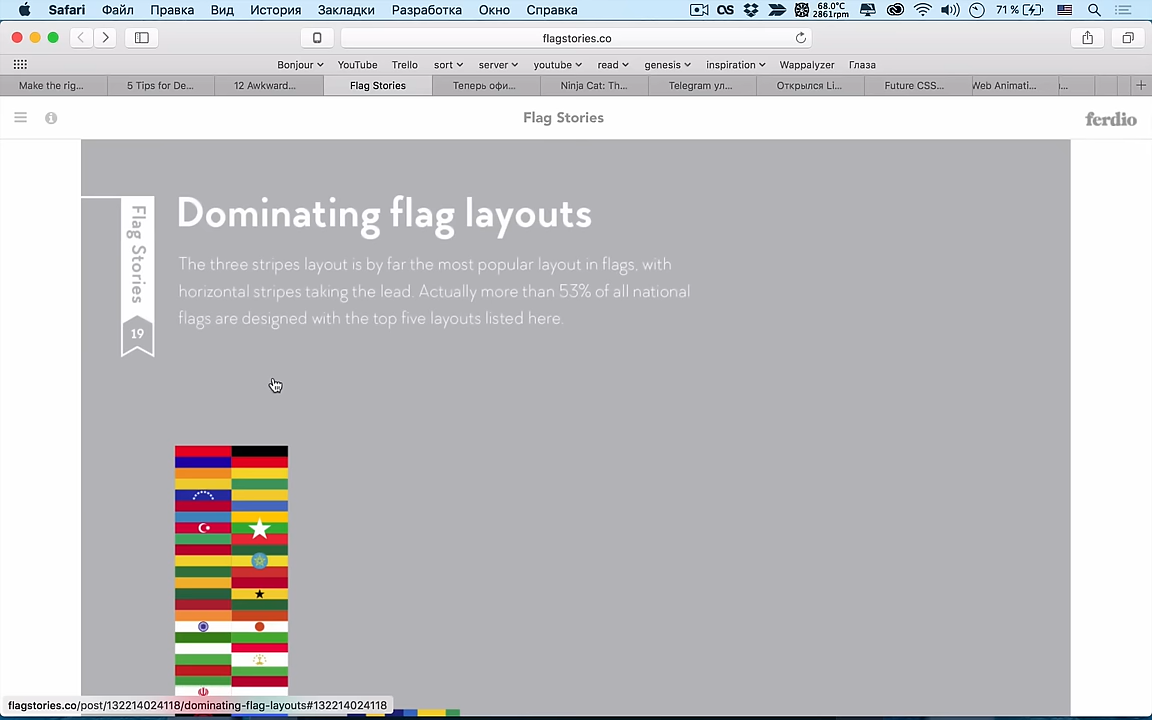 Safari Файл Правка Вид История Закладки Разработка Окно Справка 68.0°C 2861rpm 71 %
flagstories.co
Bonjour YouTube Trello sort server youtube read genesis inspiration Wappalyzer Глаза
Make the rig... 5 Tips for De... 12 Awkward... Flag Stories Теперь офи... Ninja Cat: Th... Telegram ул... Открылся Li... Future CSS... Web Animati...
Flag Stories ferdio
Flag Stories
19
Dominating flag layouts
The three stripes layout is by far the most popular layout in flags, with
horizontal stripes taking the lead. Actually more than 53% of all national
flags are designed with the top five layouts listed here.
flagstories.co/post/132214024118/dominating-flag-layouts#132214024118